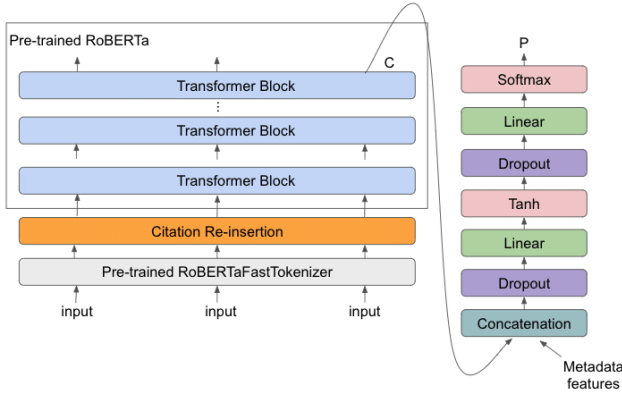 Pre-trained RoBERTa
C
Transformer Block
Transformer Block
Transformer Block
Citation Re-insertion
Pre-trained RoBERTaFastTokenizer
input input input
P
Softmax
Linear
Dropout
Tanh
Linear
Dropout
Concatenation
Metadata
features